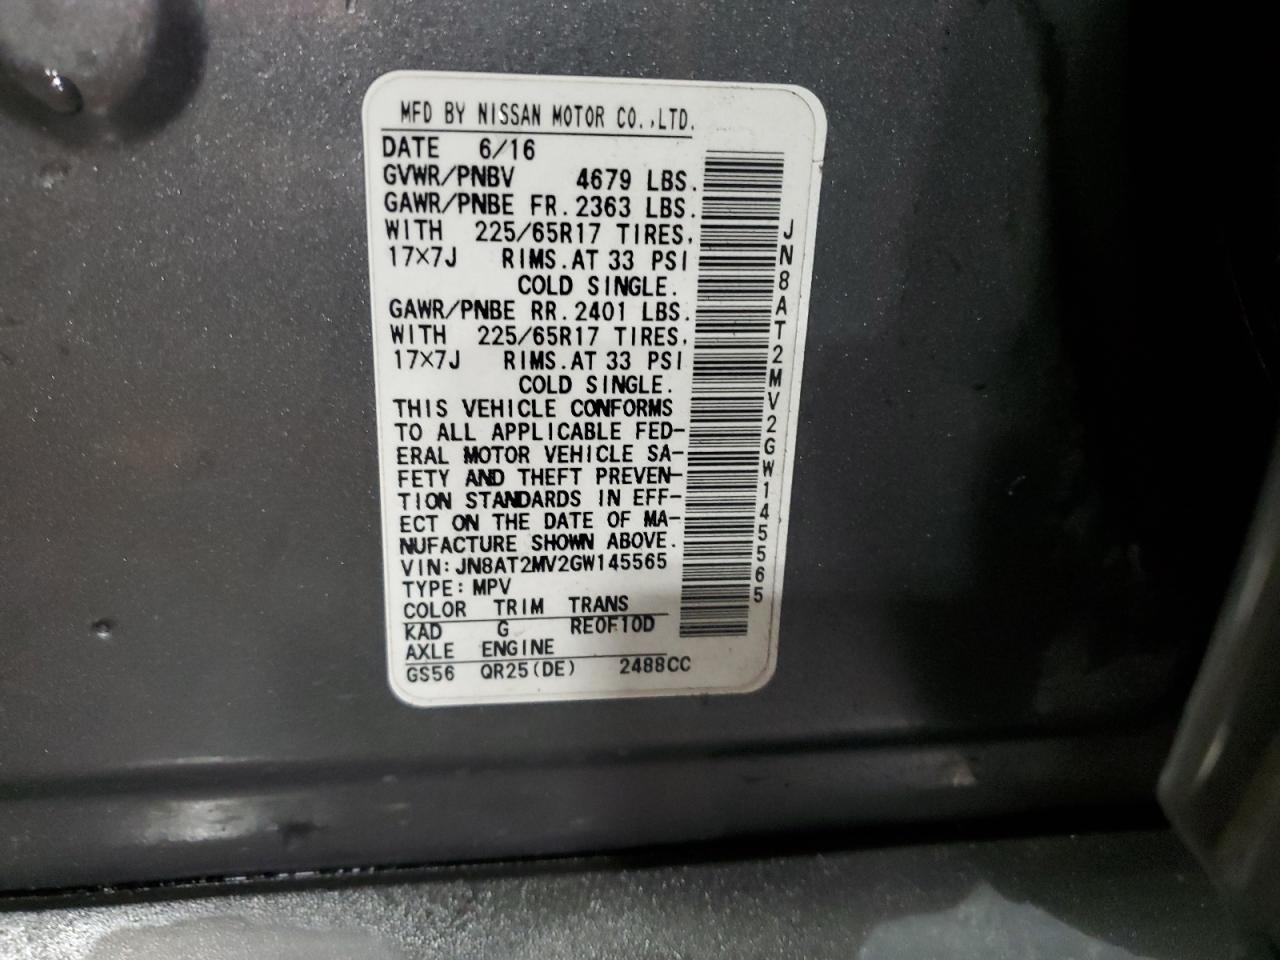 MFD BY NISSAN MOTOR CO.,LTD.
DATE 6/16
GVWR/PNBV 4679 LBS.
GAWR/PNBE FR.2363 LBS.
WITH 225/65R17 TIRES,
17×7J RIMS.AT 33 PSI
COLD SINGLE.
GAWR/PNBE RR.2401 LBS.
WITH 225/65R17 TIRES,
17×7J RIMS.AT 33 PSI
COLD SINGLE.
THIS VEHICLE CONFORMS
TO ALL APPLICABLE FED-
ERAL MOTOR VEHICLE SA-
FETY AND THEFT PREVEN-
TION STANDARDS IN EFF-
ECT ON THE DATE OF MA-
NUFACTURE SHOWN ABOVE.
VIN:JN8AT2MV2GW145565
TYPE:MPV
COLOR TRIM TRANS
KAD G RE0F10D
AXLE ENGINE
GS56 QR25(DE) 2488CC
JN8AT2MV2GW145565